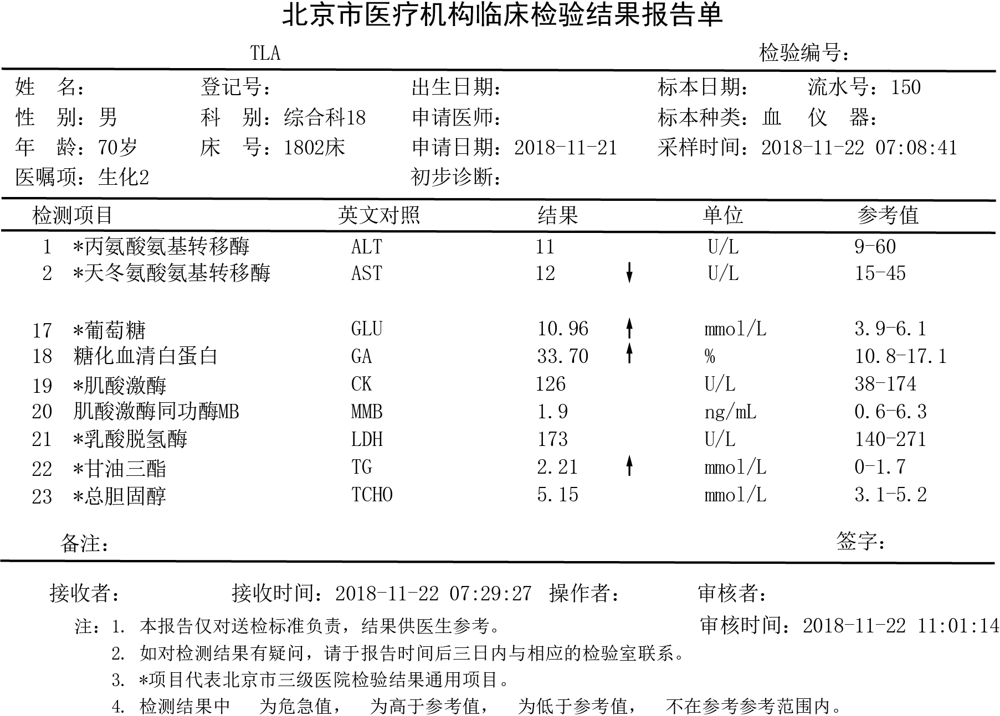 北京市医疗机构临床检验结果报告单
TLA 检验编号：
姓 名： 登记号： 出生日期： 标本日期： 流水号：150
性 别：男 科 别：综合科18 申请医师： 标本种类：血 仪 器：
年 龄：70岁 床 号：1802床 申请日期：2018-11-21 采样时间：2018-11-22 07:08:41
医嘱项：生化2 初步诊断：
检测项目 英文对照 结果 单位 参考值
1 *丙氨酸氨基转移酶 ALT 11 U/L 9-60
2 *天冬氨酸氨基转移酶 AST 12 ↓ U/L 15-45
17 *葡萄糖 GLU 10.96 ↑ mmol/L 3.9-6.1
18 糖化血清白蛋白 GA 33.70 ↑ % 10.8-17.1
19 *肌酸激酶 CK 126 U/L 38-174
20 肌酸激酶同功酶MB MMB 1.9 ng/mL 0.6-6.3
21 *乳酸脱氢酶 LDH 173 U/L 140-271
22 *甘油三酯 TG 2.21 ↑ mmol/L 0-1.7
23 *总胆固醇 TCHO 5.15 mmol/L 3.1-5.2
备注： 签字：
接收者： 接收时间：2018-11-22 07:29:27 操作者： 审核者：
注：1. 本报告仅对送检标准负责，结果供医生参考。 审核时间：2018-11-22 11:01:14
2. 如对检测结果有疑问，请于报告时间后三日内与相应的检验室联系。
3. *项目代表北京市三级医院检验结果通用项目。
4. 检测结果中 为危急值， 为高于参考值， 为低于参考值， 不在参考参考范围内。